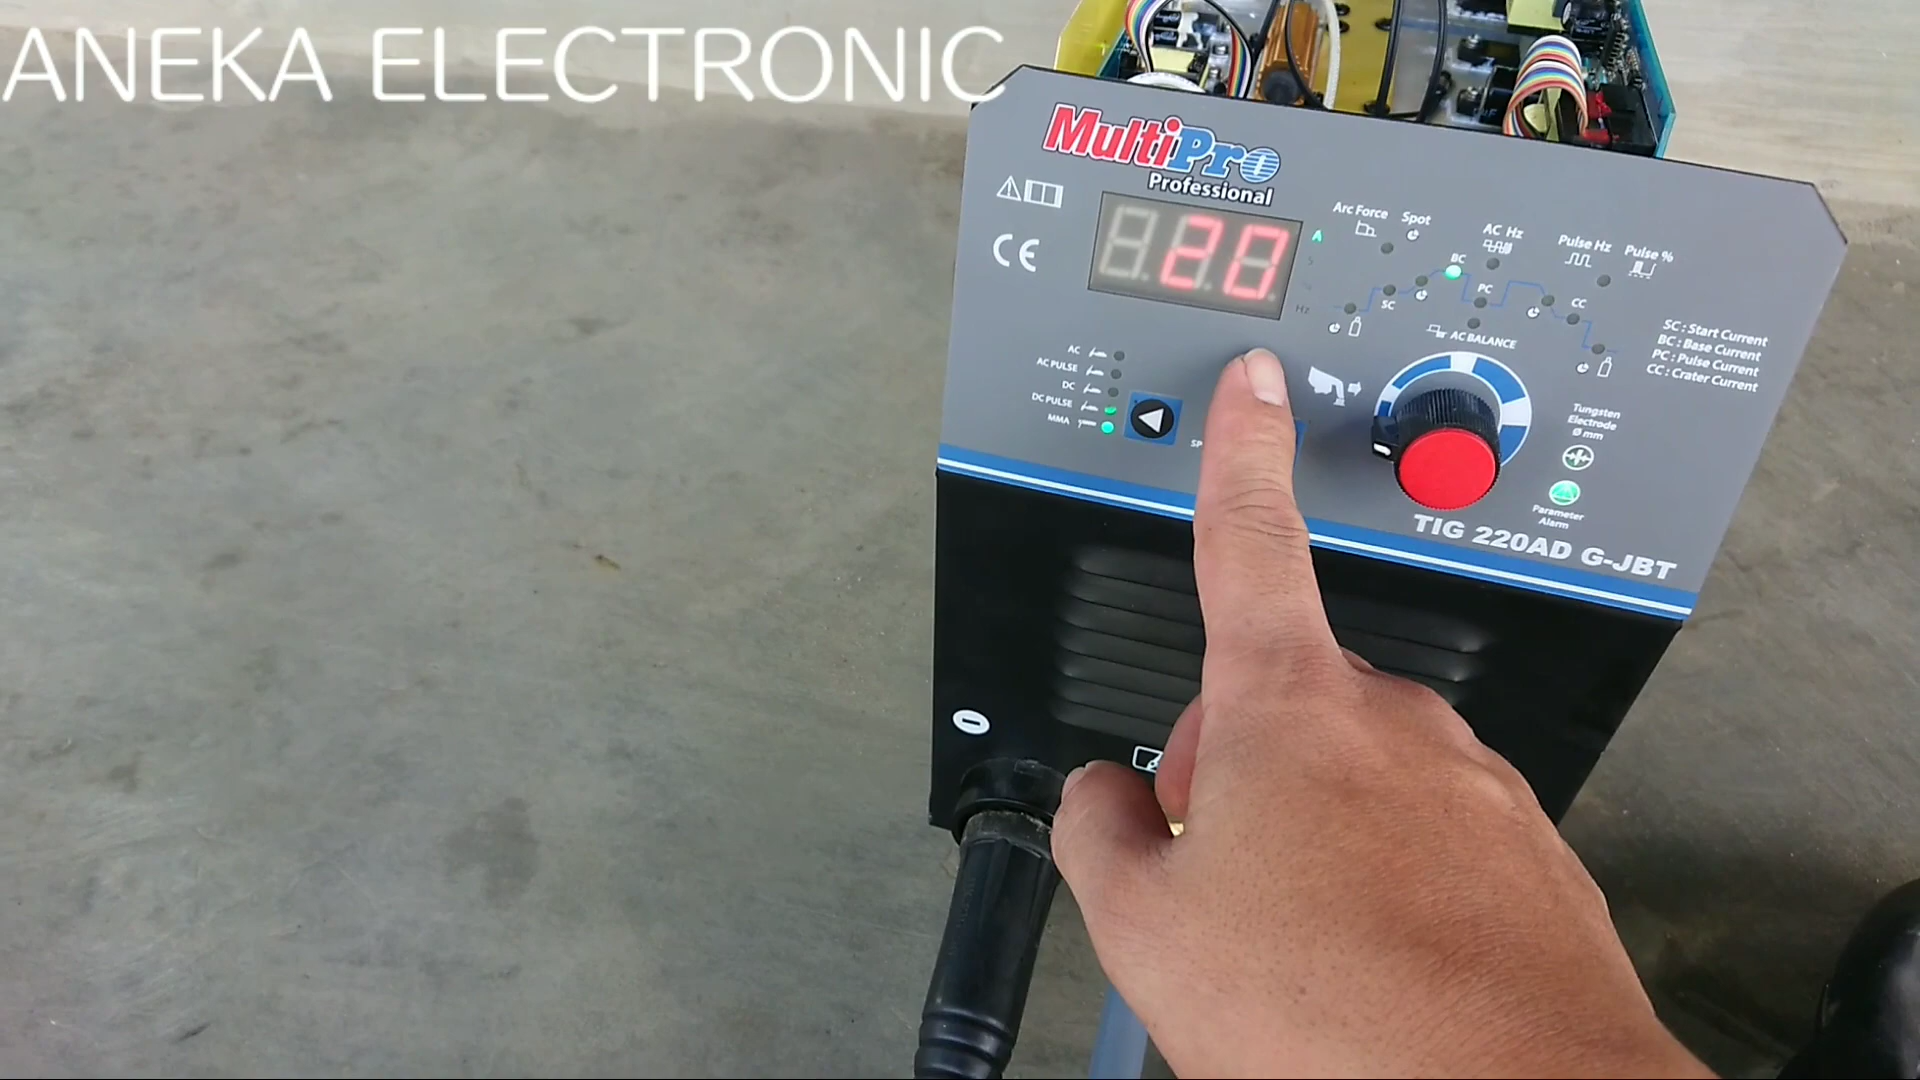 ANEKA ELECTRONIC
MultiPro
Professional
CE
20
A
S
Hz
Arc Force
Spot
AC Hz
Pulse Hz
Pulse %
BC
SC
PC
CC
AC BALANCE
SC : Start Current
BC : Base Current
PC : Pulse Current
CC : Crater Current
AC
AC PULSE
DC
DC PULSE
MMA
Tungsten
Electrode
Ø mm
Parameter
Alarm
TIG 220AD G-JBT